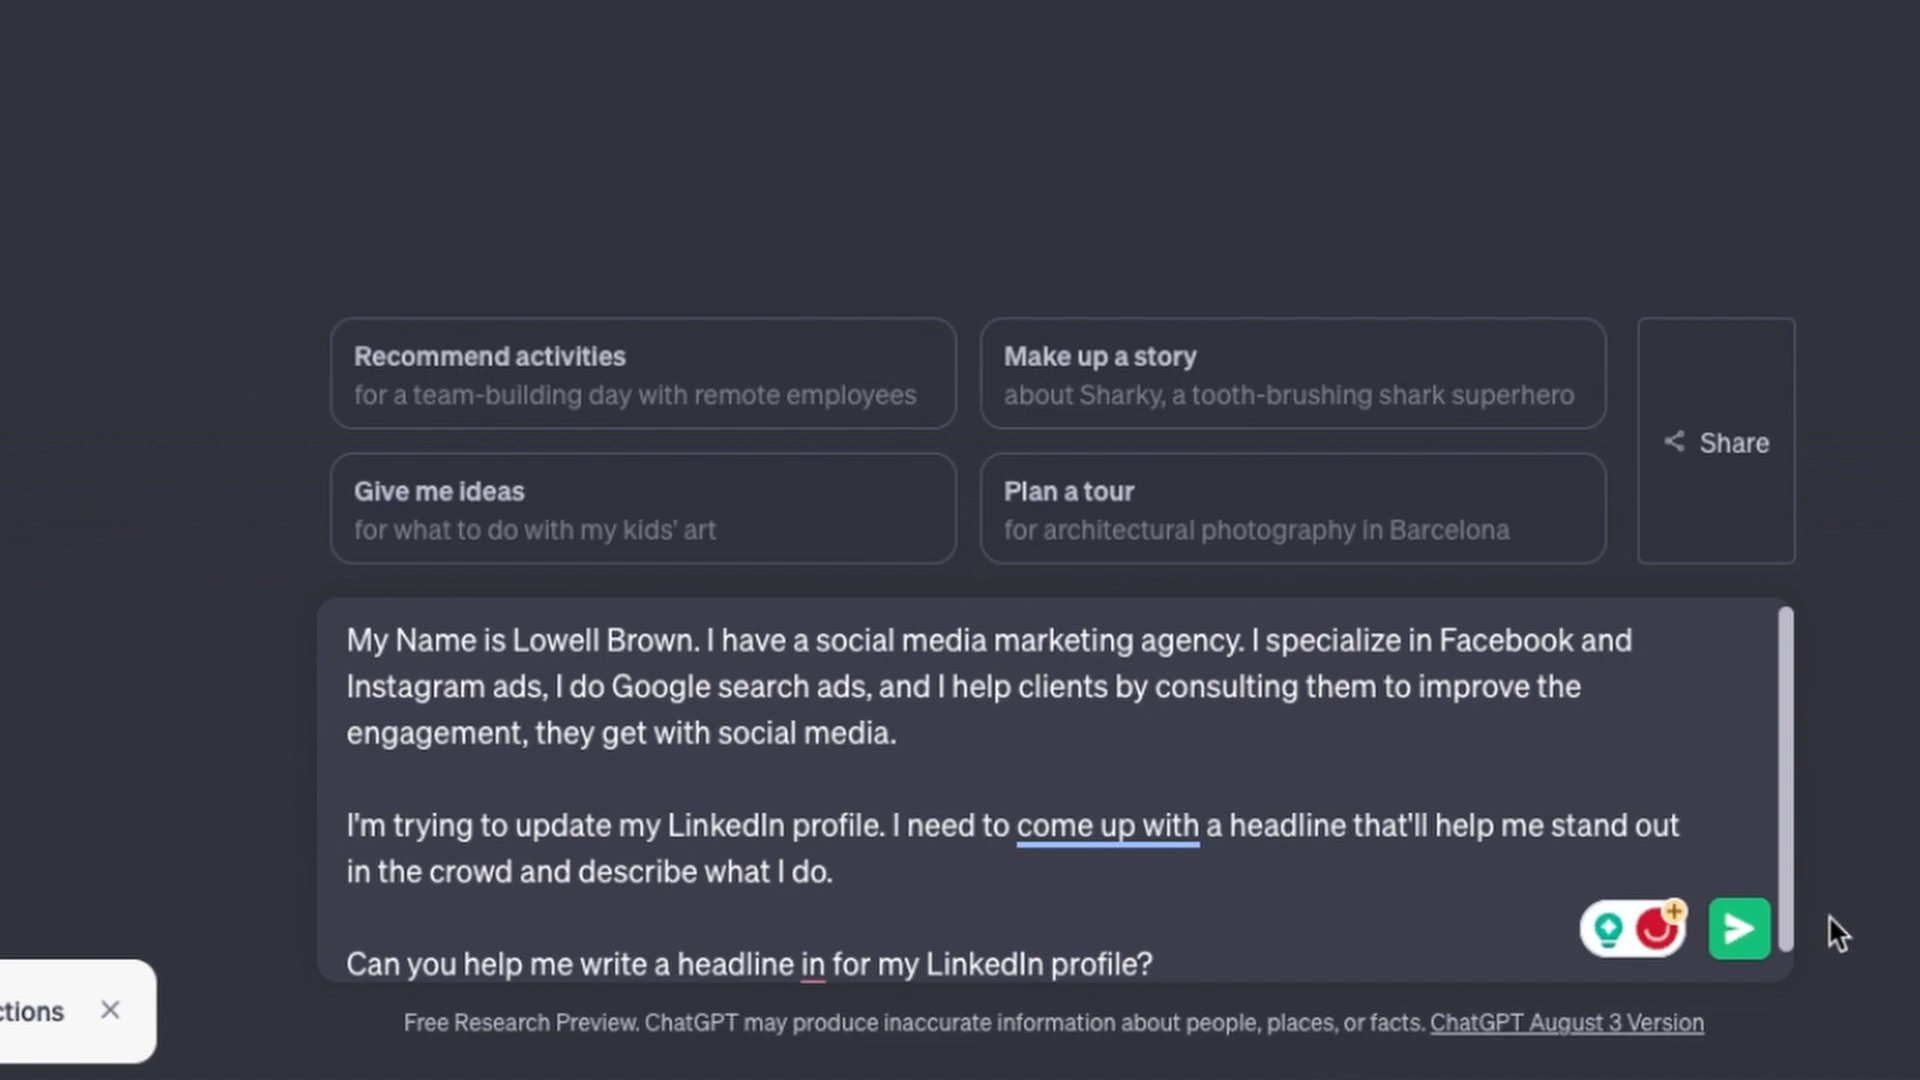 Recommend activities
for a team-building day with remote employees
Make up a story
about Sharky, a tooth-brushing shark superhero
Give me ideas
for what to do with my kids' art
Plan a tour
for architectural photography in Barcelona
Share
My Name is Lowell Brown. I have a social media marketing agency. I specialize in Facebook and
Instagram ads, I do Google search ads, and I help clients by consulting them to improve the
engagement, they get with social media.
I'm trying to update my LinkedIn profile. I need to come up with a headline that'll help me stand out
in the crowd and describe what I do.
Can you help me write a headline in for my LinkedIn profile?
ctions
Free Research Preview. ChatGPT may produce inaccurate information about people, places, or facts. ChatGPT August 3 Version